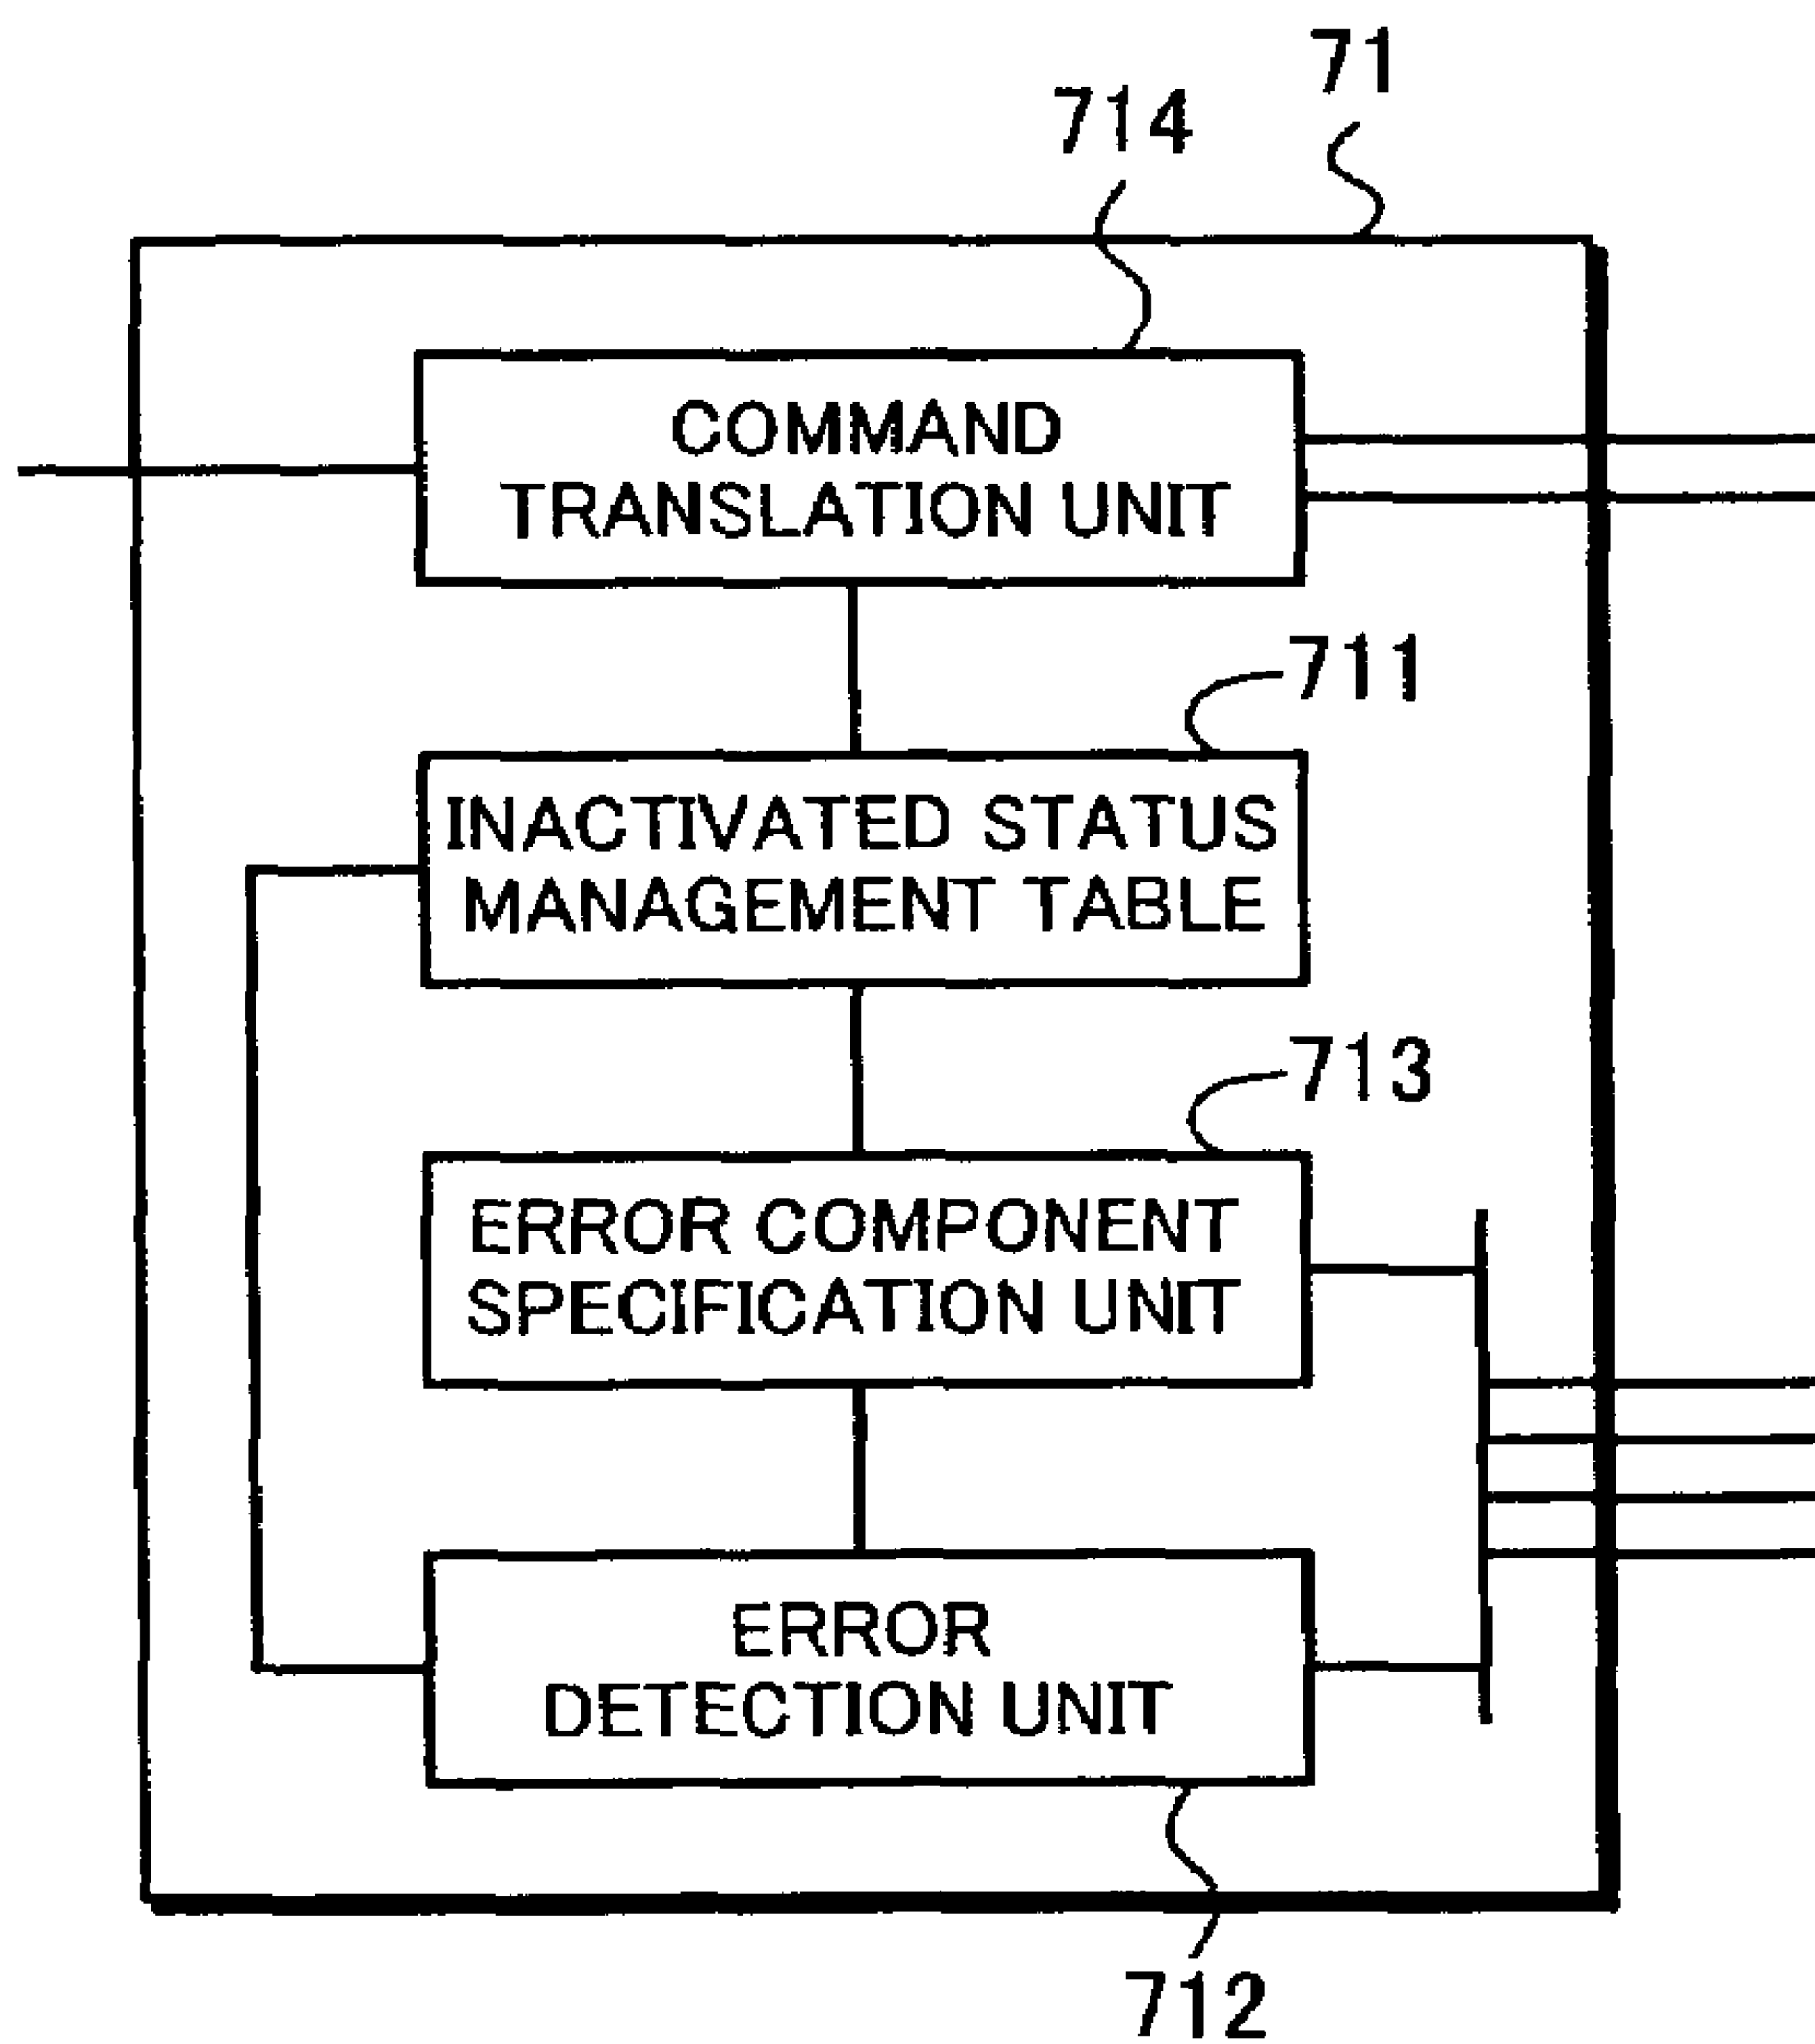 71
714
COMMAND
TRANSLATION UNIT
711
INACTIVATED STATUS
MANAGEMENT TABLE
713
ERROR COMPONENT
SPECIFICATION UNIT
ERROR
DETECTION UNIT
712